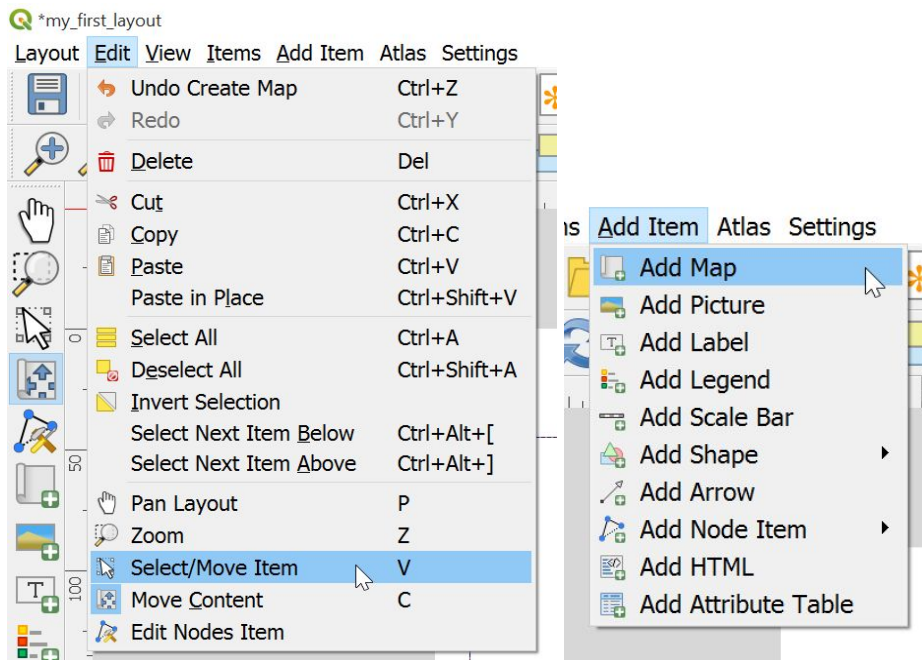 *my_first_layout
Layout Edit View Items Add Item Atlas Settings
Undo Create Map Ctrl+Z
Redo Ctrl+Y
Delete Del
Cut Ctrl+X
Copy Ctrl+C
Paste Ctrl+V
Paste in Place Ctrl+Shift+V
Select All Ctrl+A
Deselect All Ctrl+Shift+A
Invert Selection
Select Next Item Below Ctrl+Alt+[
Select Next Item Above Ctrl+Alt+]
Pan Layout P
Zoom Z
Select/Move Item V
Move Content C
Edit Nodes Item
0
50
100
T
ns Add Item Atlas Settings
Add Map
Add Picture
Add Label
Add Legend
Add Scale Bar
Add Shape
Add Arrow
Add Node Item
Add HTML
Add Attribute Table